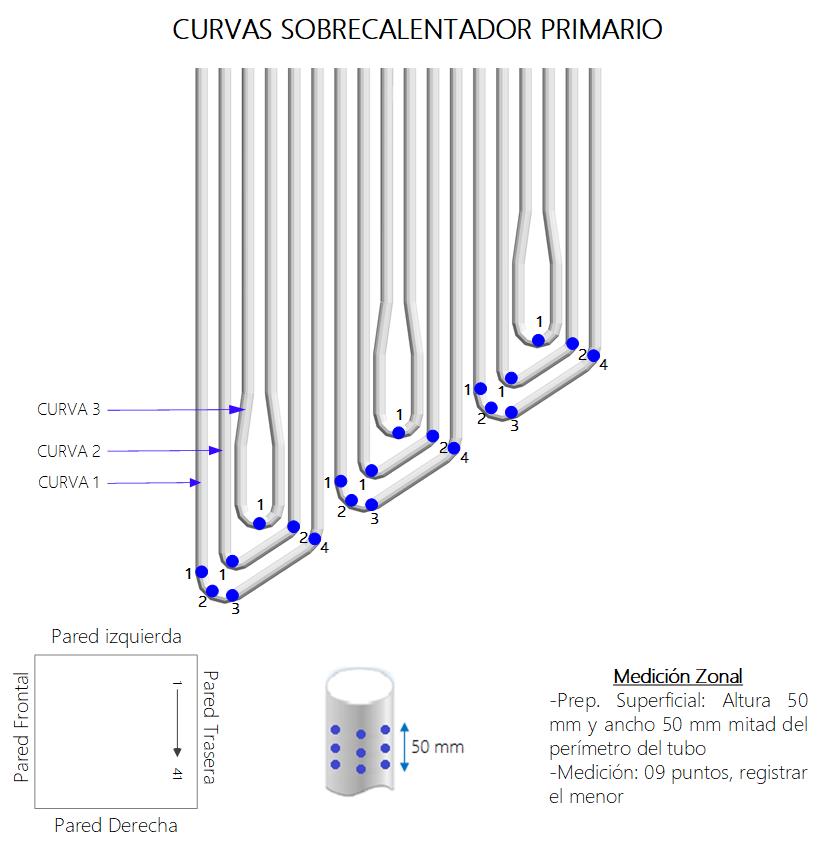 CURVAS SOBRECALENTADOR PRIMARIO
1
2
4
1
1
2
3
1
2
4
1
1
2
3
CURVA 3
CURVA 2
CURVA 1
1
2
4
1
1
2
3
Pared izquierda
Pared Frontal
1
41
Pared Trasera
Pared Derecha
50 mm
Medición Zonal
-Prep. Superficial: Altura 50
mm y ancho 50 mm mitad del
perímetro del tubo
-Medición: 09 puntos, registrar
el menor